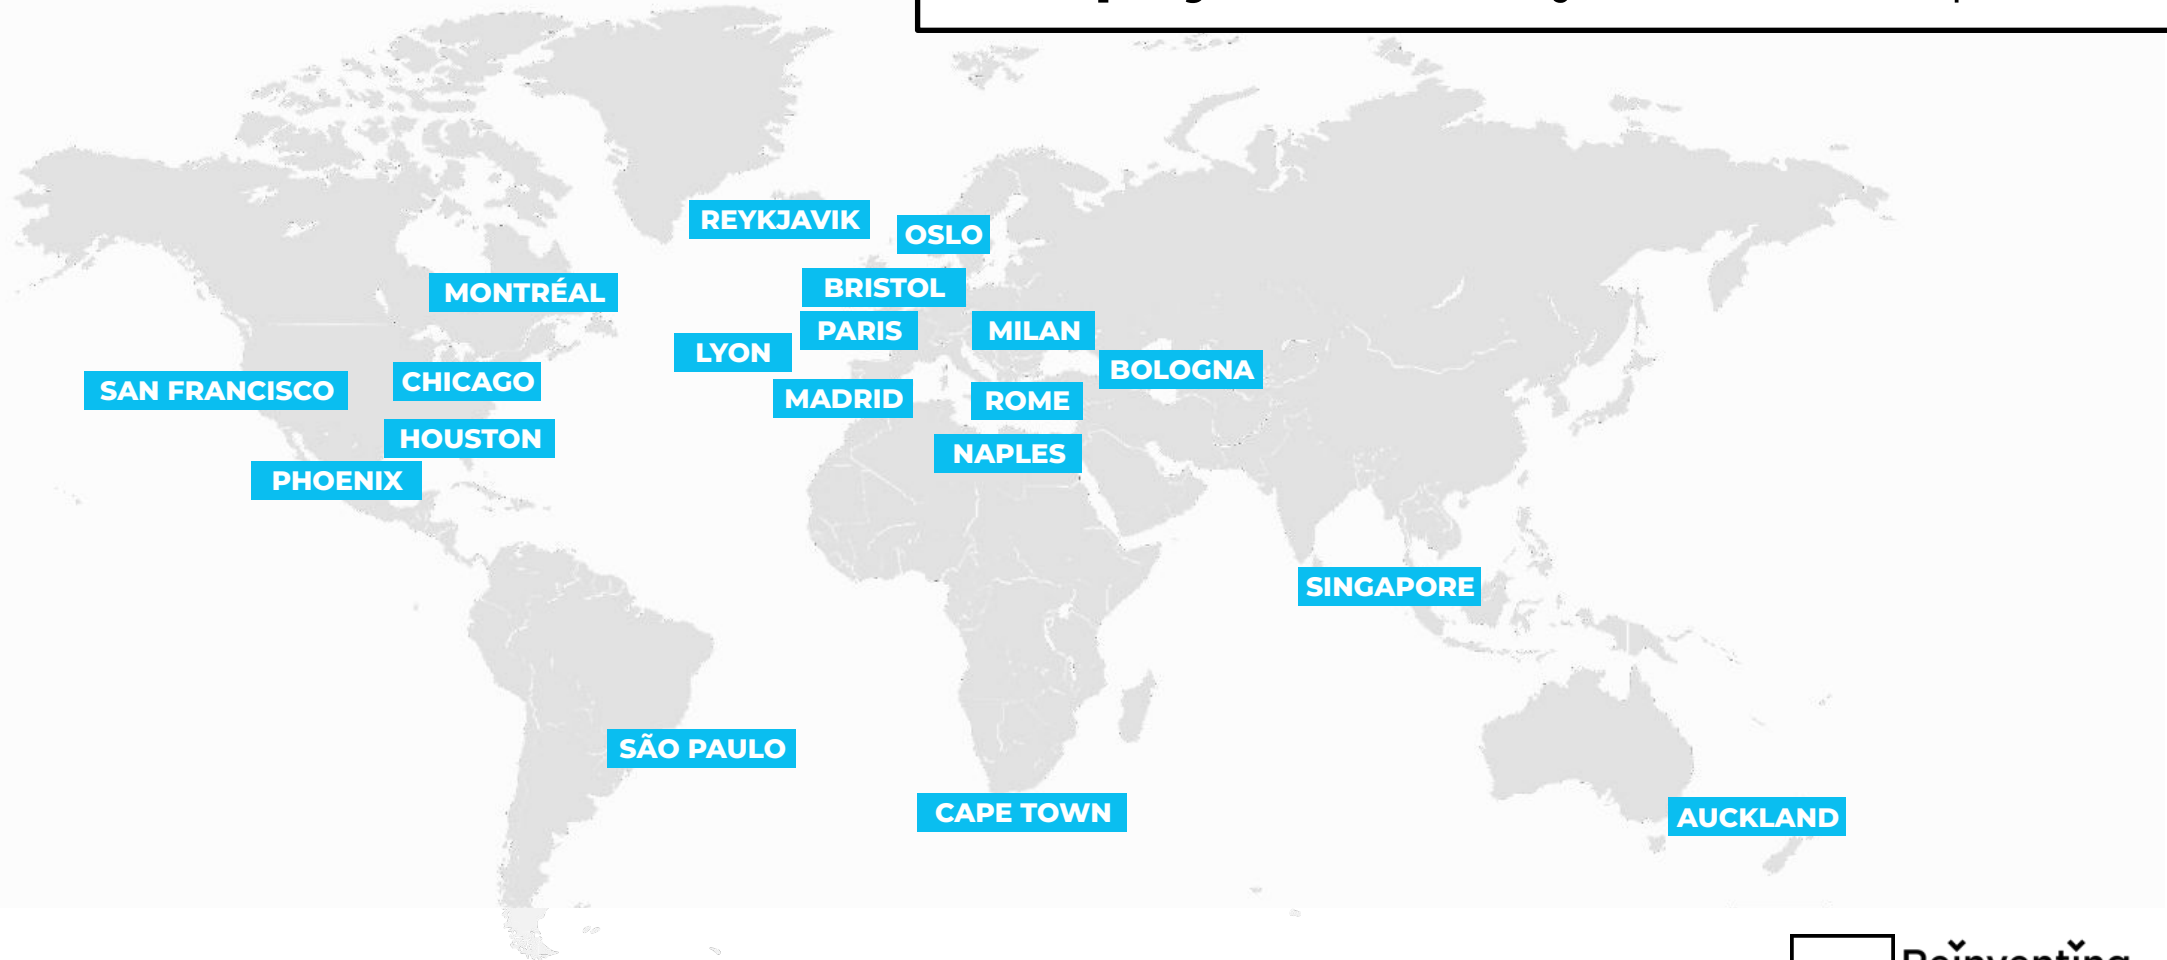 REYKJAVIK
OSLO
MONTRÉAL
BRISTOL
PARIS
MILAN
LYON
BOLOGNA
SAN FRANCISCO
CHICAGO
MADRID
ROME
HOUSTON
NAPLES
PHOENIX
SINGAPORE
SÃO PAULO
CAPE TOWN
AUCKLAND
Reinventing